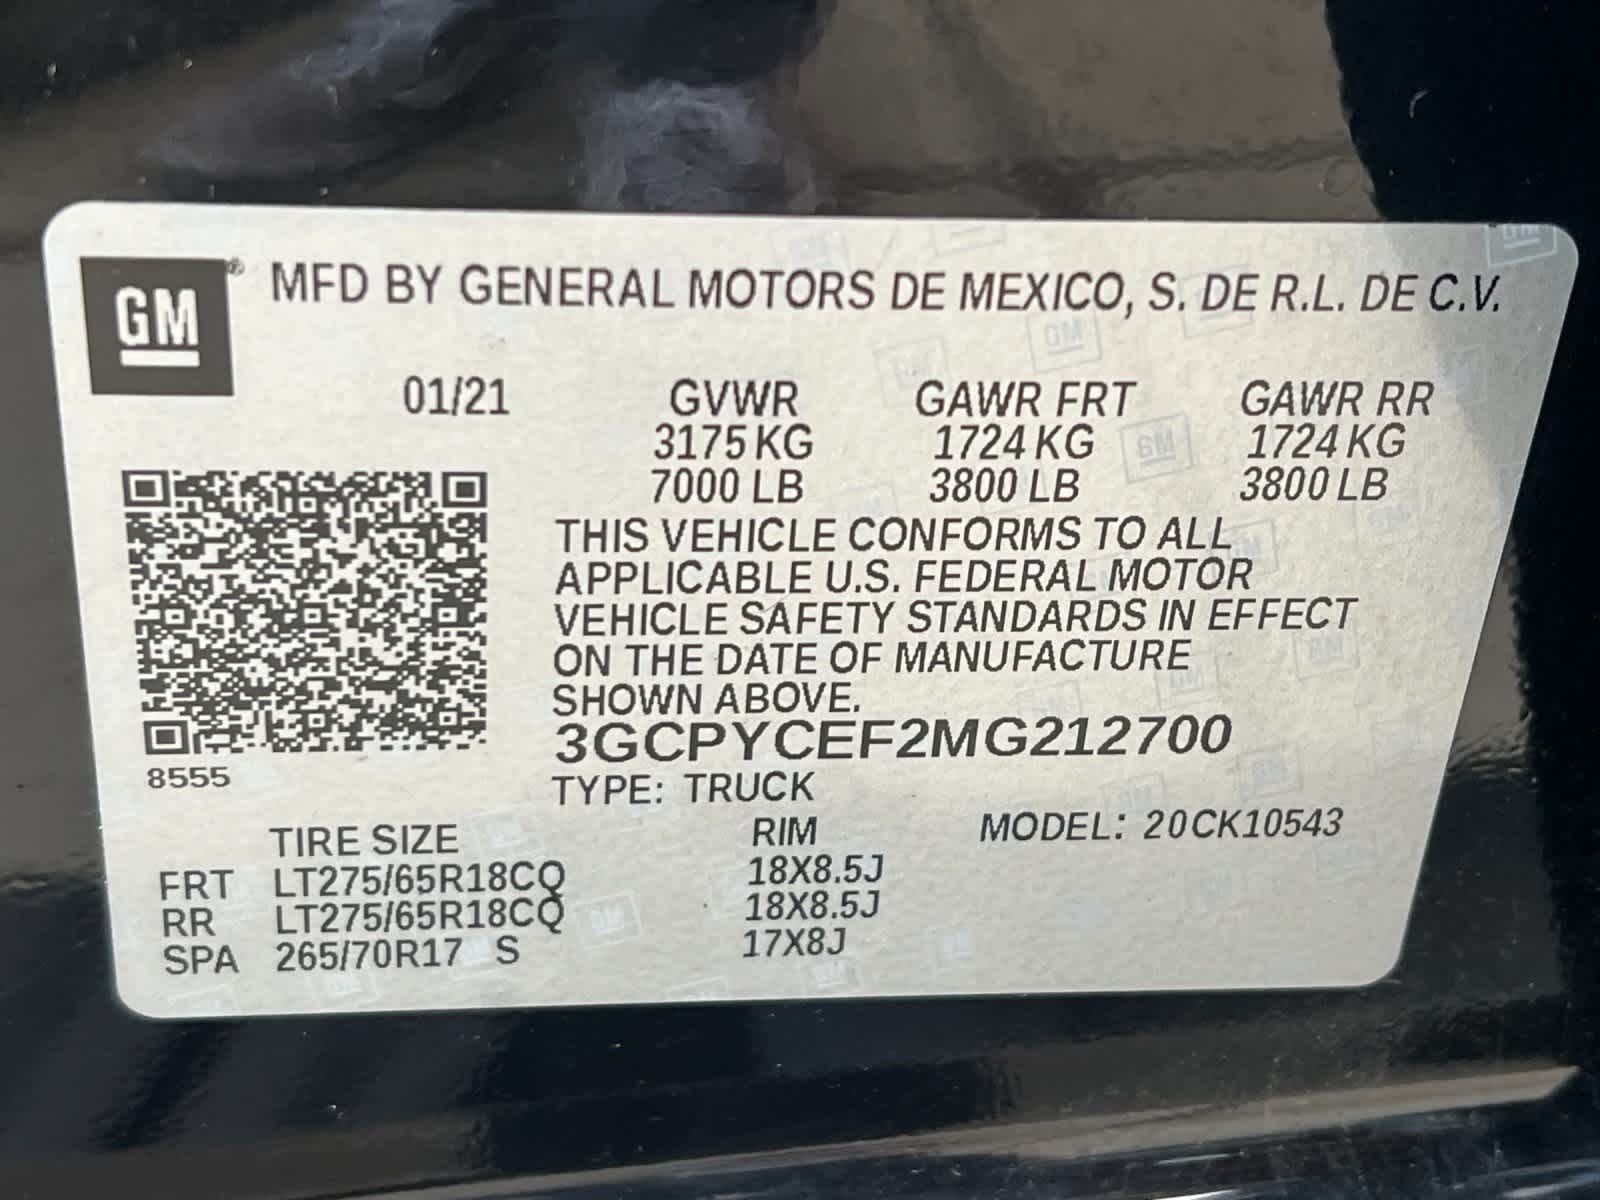 GM ® MFD BY GENERAL MOTORS DE MEXICO, S. DE R.L. DE C.V.
01/21 GVWR GAWR FRT GAWR RR
3175 KG 1724 KG 1724 KG
7000 LB 3800 LB 3800 LB
THIS VEHICLE CONFORMS TO ALL
APPLICABLE U.S. FEDERAL MOTOR
VEHICLE SAFETY STANDARDS IN EFFECT
ON THE DATE OF MANUFACTURE
SHOWN ABOVE.
3GCPYCEF2MG212700
8555
TYPE: TRUCK
TIRE SIZE RIM MODEL: 20CK10543
FRT LT275/65R18CQ 18X8.5J
RR LT275/65R18CQ 18X8.5J
SPA 265/70R17 S 17X8J